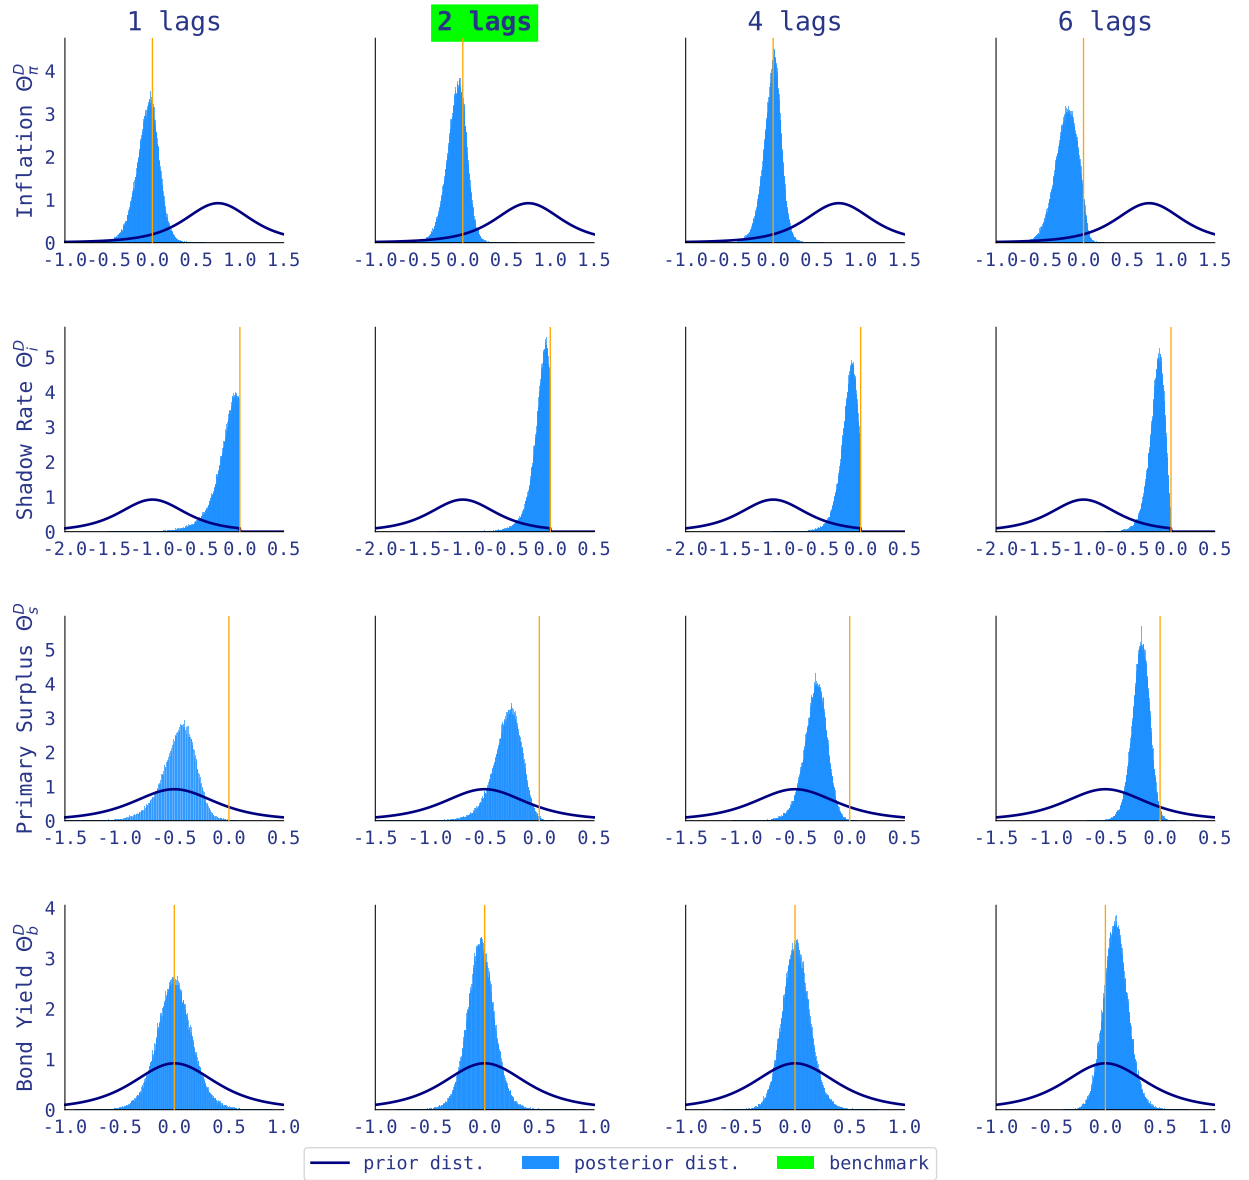 1 lags 2 lags 4 lags 6 lags
Inflation Θ_π^D
4
3
2
1
0
-1.0 -0.5 0.0 0.5 1.0 1.5 -1.0 -0.5 0.0 0.5 1.0 1.5 -1.0 -0.5 0.0 0.5 1.0 1.5 -1.0 -0.5 0.0 0.5 1.0 1.5
Shadow Rate Θ_i^D
5
4
3
2
1
0
-2.0 -1.5 -1.0 -0.5 0.0 0.5 -2.0 -1.5 -1.0 -0.5 0.0 0.5 -2.0 -1.5 -1.0 -0.5 0.0 0.5 -2.0 -1.5 -1.0 -0.5 0.0 0.5
Primary Surplus Θ_s^D
5
4
3
2
1
0
-1.5 -1.0 -0.5 0.0 0.5 -1.5 -1.0 -0.5 0.0 0.5 -1.5 -1.0 -0.5 0.0 0.5 -1.5 -1.0 -0.5 0.0 0.5
Bond Yield Θ_b^D
4
3
2
1
0
-1.0 -0.5 0.0 0.5 1.0 -1.0 -0.5 0.0 0.5 1.0 -1.0 -0.5 0.0 0.5 1.0 -1.0 -0.5 0.0 0.5 1.0
prior dist. posterior dist. benchmark